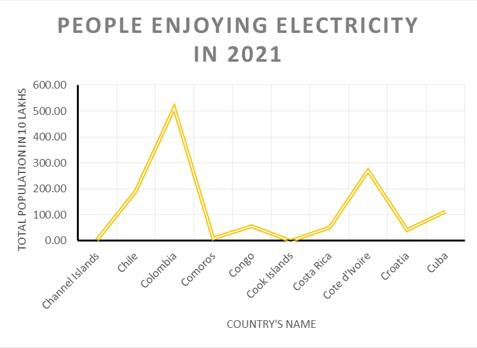 PEOPLE ENJOYING ELECTRICITY
IN 2021
TOTAL POPULATION IN 10 LAKHS
600.00
500.00
400.00
300.00
200.00
100.00
0.00
Channel Islands
Chile
Colombia
Comoros
Congo
Cook Islands
Costa Rica
Cote d'Ivoire
Croatia
Cuba
COUNTRY'S NAME